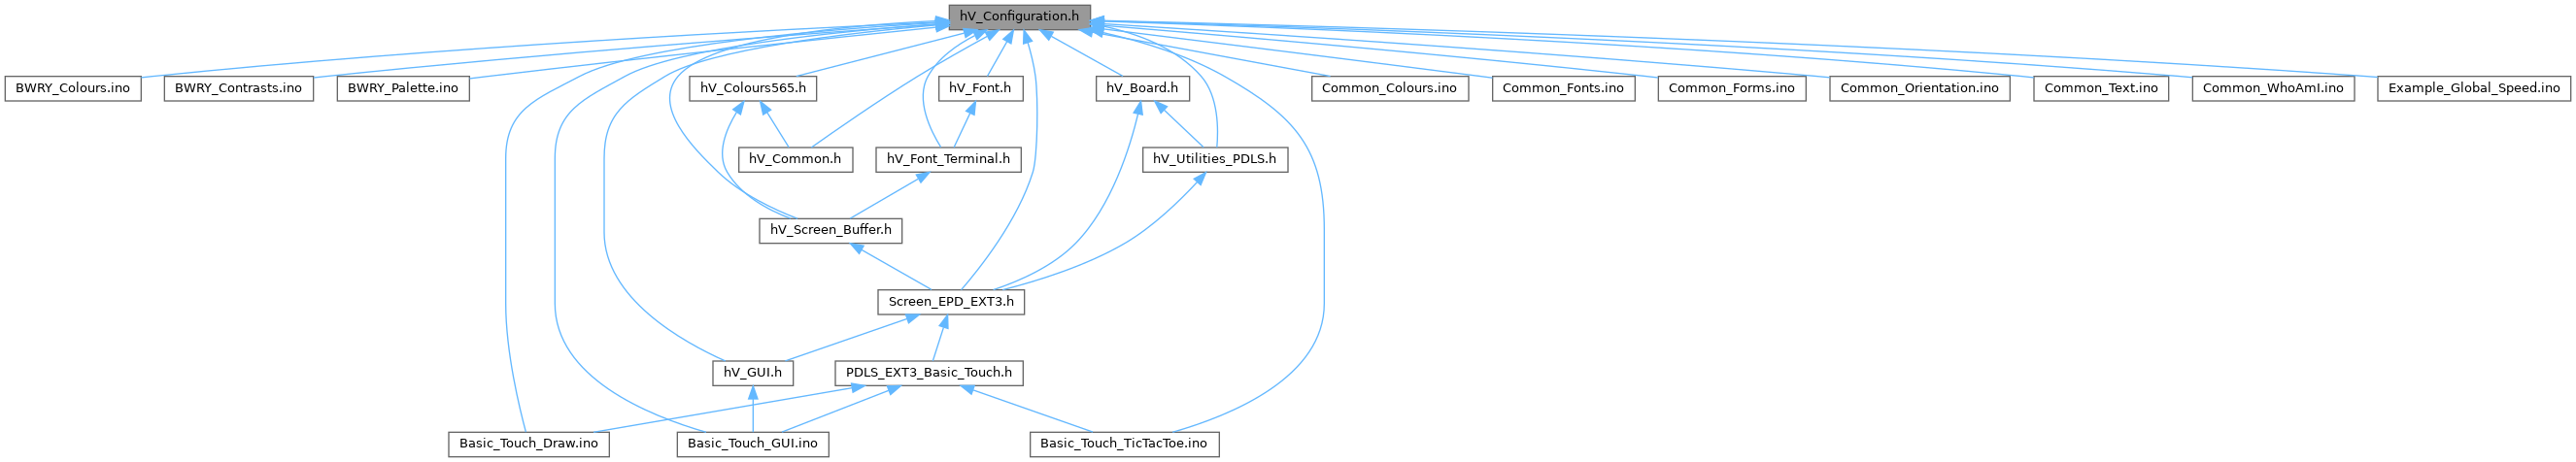 hV_Configuration.h
BWRY_Colours.ino
BWRY_Contrasts.ino
BWRY_Palette.ino
hV_Colours565.h
hV_Font.h
hV_Board.h
Common_Colours.ino
Common_Fonts.ino
Common_Forms.ino
Common_Orientation.ino
Common_Text.ino
Common_WhoAmI.ino
Example_Global_Speed.ino
hV_Common.h
hV_Font_Terminal.h
hV_Utilities_PDLS.h
hV_Screen_Buffer.h
Screen_EPD_EXT3.h
hV_GUI.h
PDLS_EXT3_Basic_Touch.h
Basic_Touch_Draw.ino
Basic_Touch_GUI.ino
Basic_Touch_TicTacToe.ino